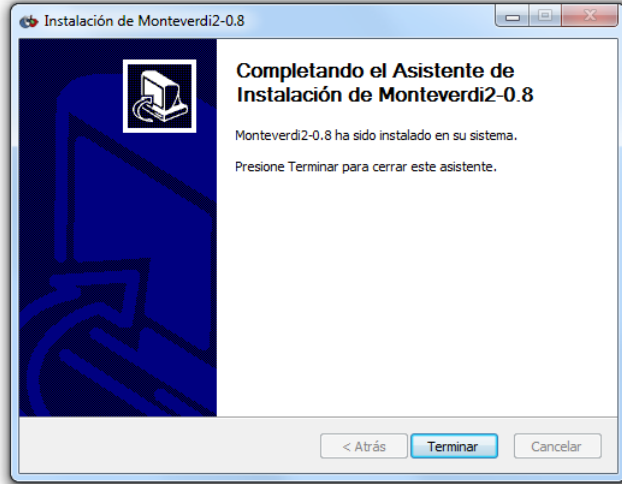 Instalación de Monteverdi2-0.8
Completando el Asistente de
Instalación de Monteverdi2-0.8
Monteverdi2-0.8 ha sido instalado en su sistema.
Presione Terminar para cerrar este asistente.
< Atrás
Terminar
Cancelar